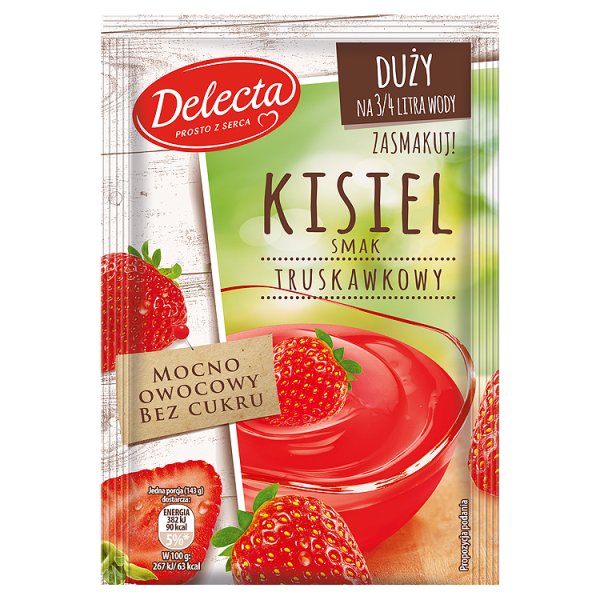 Delecta
PROSTO Z SERCA
DUŻY
NA 3/4 LITRA WODY
ZASMAKUJ!
KISIEL
SMAK
TRUSKAWKOWY
MOCNO
OWOCOWY
BEZ CUKRU
Jedna porcja (143 g)
dostarcza:
ENERGIA
382 kJ
90 kcal
5%*
W 100 g:
267 kJ/ 63 kcal
Propozycja podania